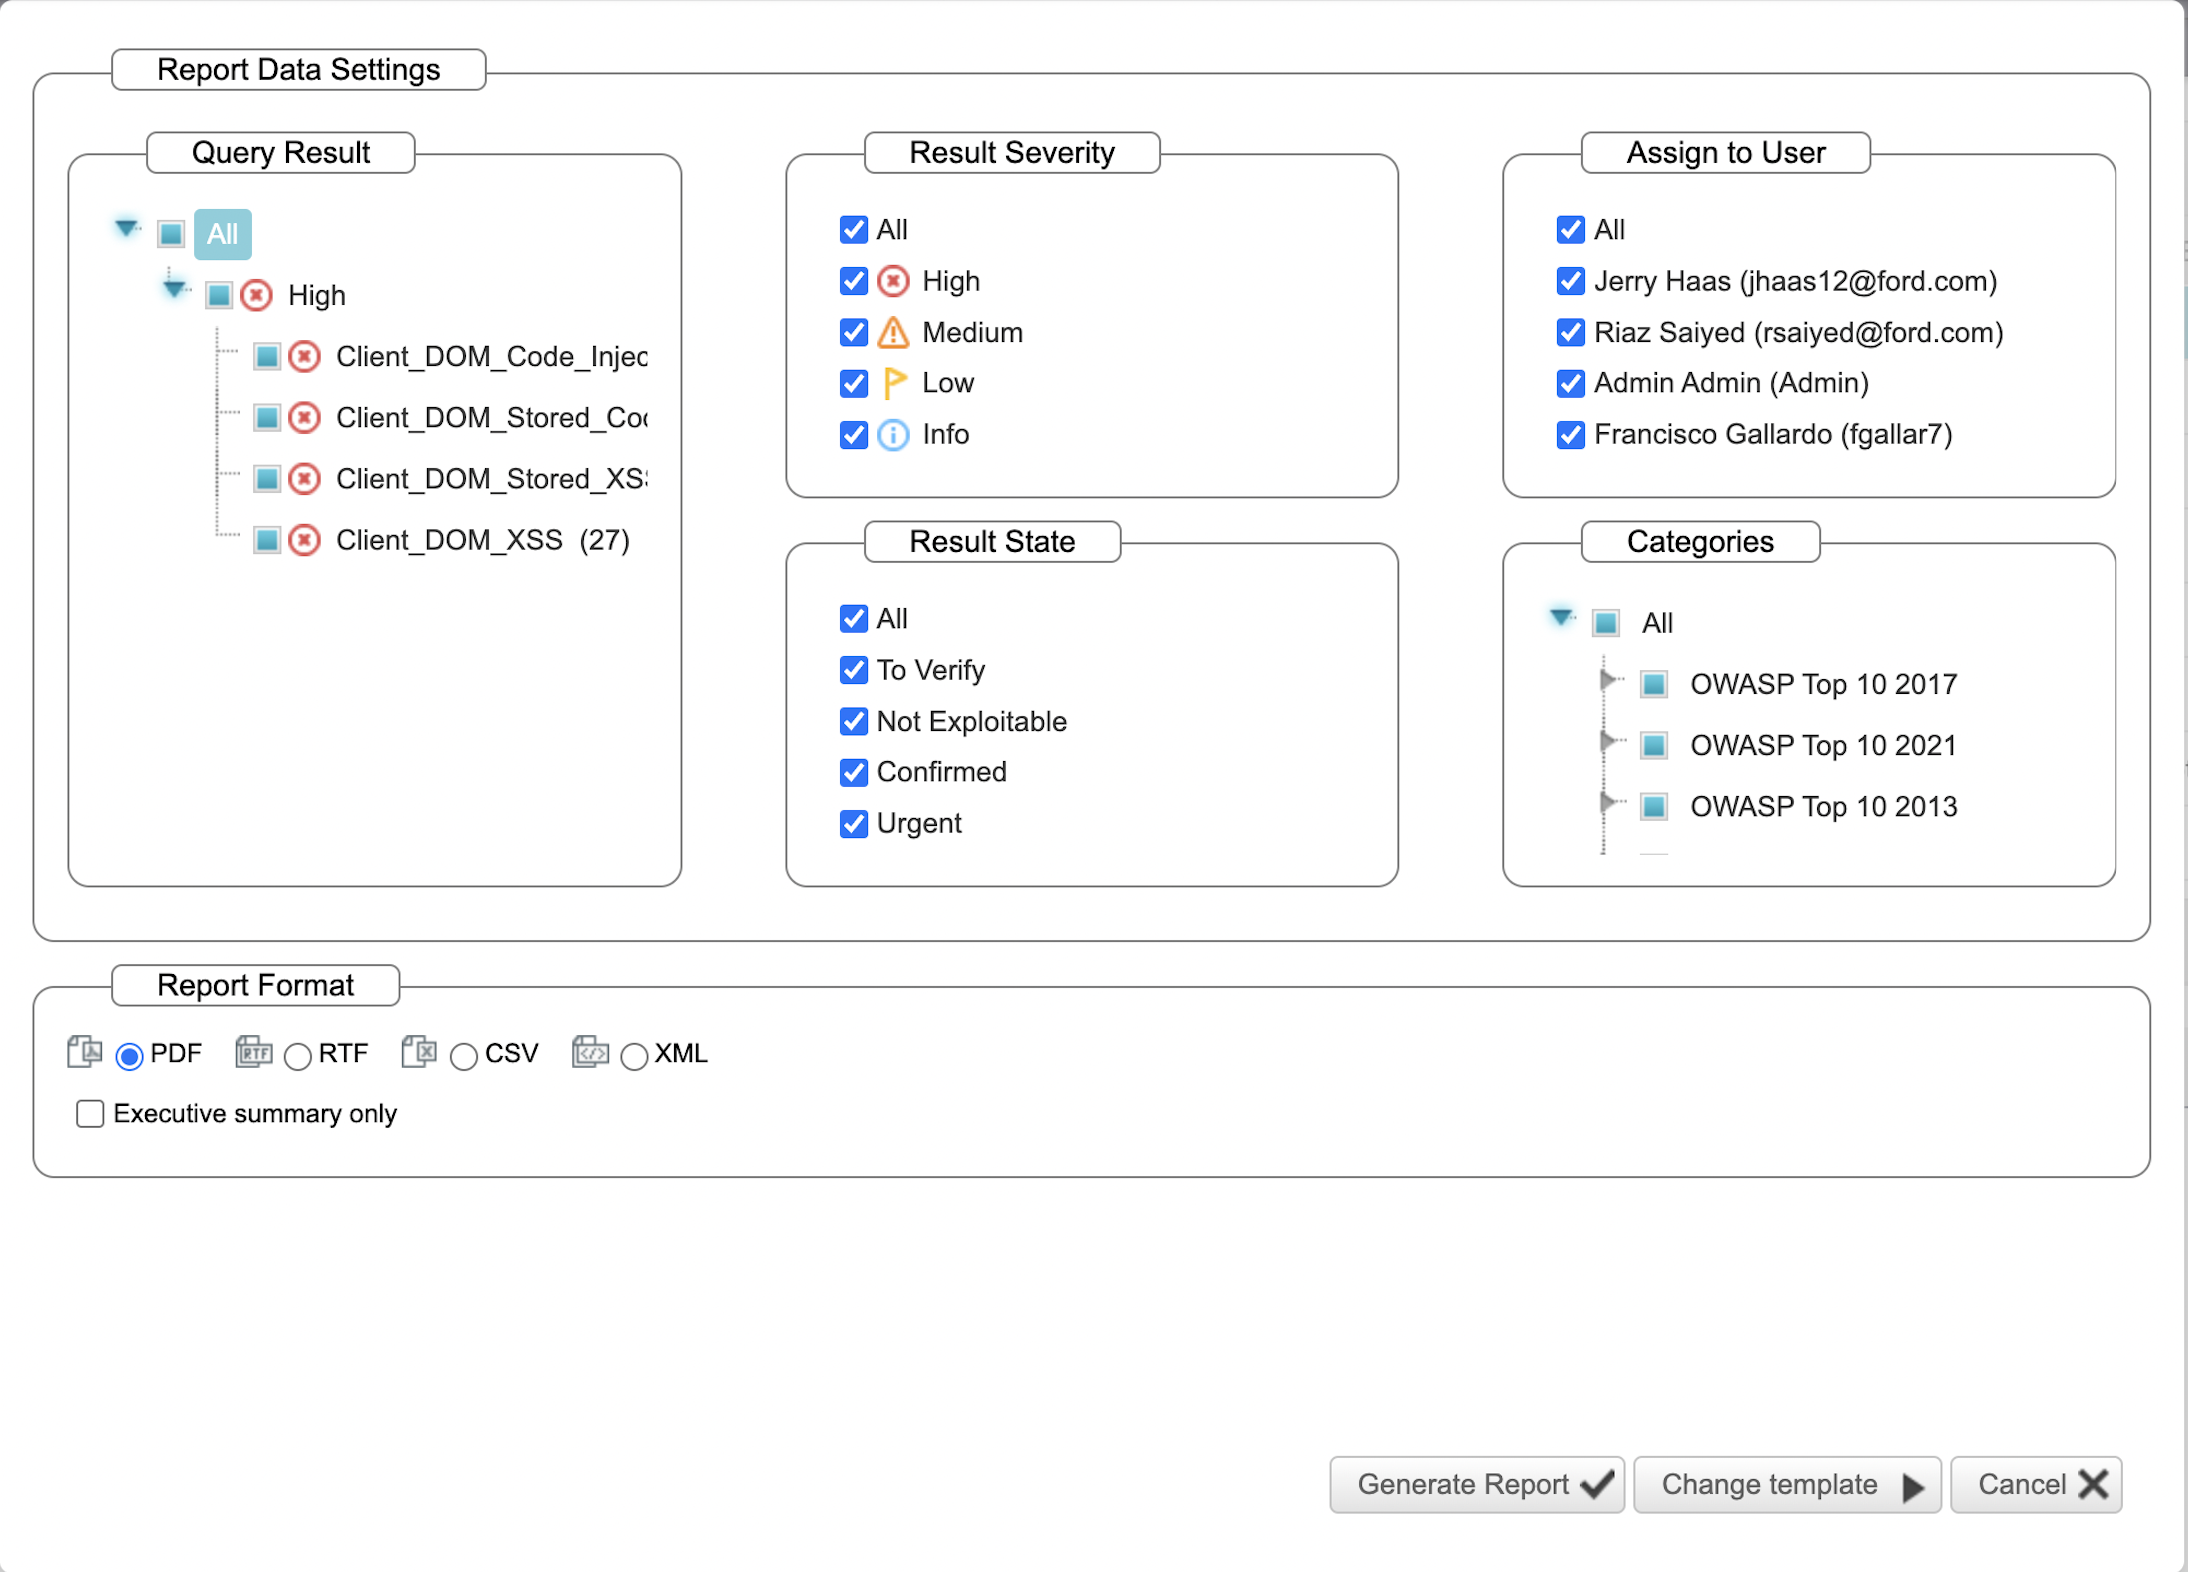 Report Data Settings
Query Result
All
High
Client_DOM_Code_Injec
Client_DOM_Stored_Co
Client_DOM_Stored_XS
Client_DOM_XSS (27)
Result Severity
All
High
Medium
Low
Info
Result State
All
To Verify
Not Exploitable
Confirmed
Urgent
Assign to User
All
Jerry Haas (jhaas12@ford.com)
Riaz Saiyed (rsaiyed@ford.com)
Admin Admin (Admin)
Francisco Gallardo (fgallar7)
Categories
All
OWASP Top 10 2017
OWASP Top 10 2021
OWASP Top 10 2013
Report Format
PDF RTF CSV XML
Executive summary only
Generate Report Change template Cancel